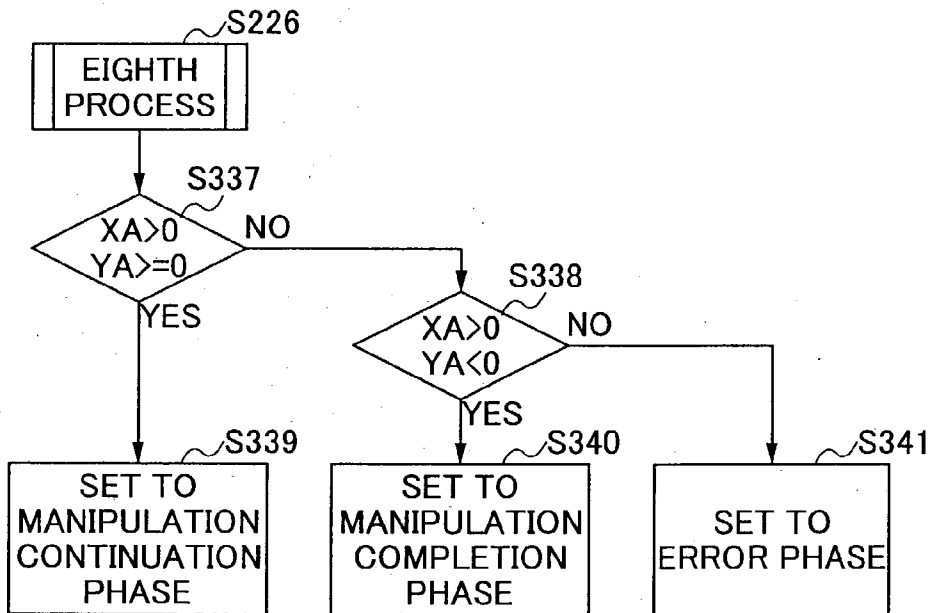 S226
EIGHTH
PROCESS
S337
XA>0
YA>=0
NO
YES
S338
XA>0
YA<0
NO
YES
S339
SET TO
MANIPULATION
CONTINUATION
PHASE
S340
SET TO
MANIPULATION
COMPLETION
PHASE
S341
SET TO
ERROR PHASE